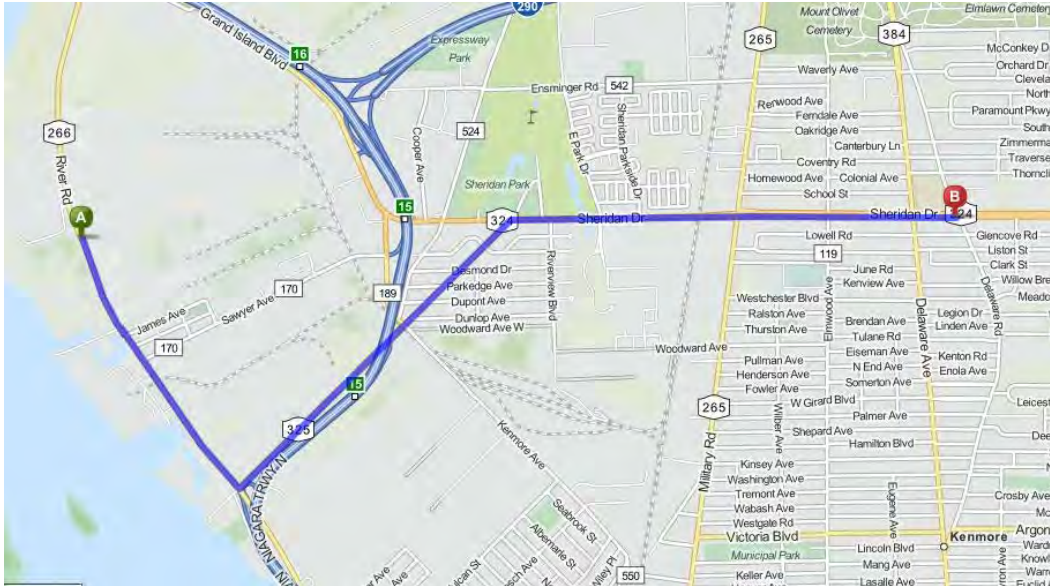 290
265
384
Mount Olivet
Cemetery
Elmlawn Cemetery
Grand Island Blvd
16
Expressway
Park
McKonkey D
Orchard Dr
Waverly Ave
Ensminger Rd
542
North
Renwood Ave
Paramount Pkwy
Ferndale Ave
266
524
Cooper Ave
E Park Dr
Sheridan Parkside Dr
Oakridge Ave
South
Canterbury Ln
Coventry Rd
Homewood Ave
Colonial Ave
School St
River Rd
Sheridan Park
A
B
15
324
Sheridan Dr
Sheridan Dr
324
Lowell Rd
Glencove Rd
Liston St
Clark St
119
June Rd
Kenview Ave
Desmond Dr
Parkedge Ave
Dupont Ave
Dunlop Ave
Woodward Ave W
Riverview Blvd
170
Sawyer Ave
James Ave
170
189
Westchester Blvd
Ralston Ave
Thurston Ave
Elmwood Ave
Delaware Ave
Delaware Rd
Legion Dr
Linden Ave
Brendan Ave
Tulane Rd
Eiseman Ave
N End Ave
Somerton Ave
Kenton Rd
Enola Ave
Woodward Ave
Pullman Ave
Henderson Ave
Fowler Ave
W Girard Blvd
Palmer Ave
Shepard Ave
Hamilton Blvd
Wilber Ave
15
325
265
Military Rd
Kenmore Ave
Kinsey Ave
Washington Ave
Tremont Ave
Wabash Ave
Westgate Rd
Victoria Blvd
Eugene Ave
Crosby Ave
Kenmore
Lincoln Blvd
Mang Ave
Lasalle Ave
Municipal Park
Keller Ave
NIAGARA TRWY N
Seabrook St
Albemarle St
550